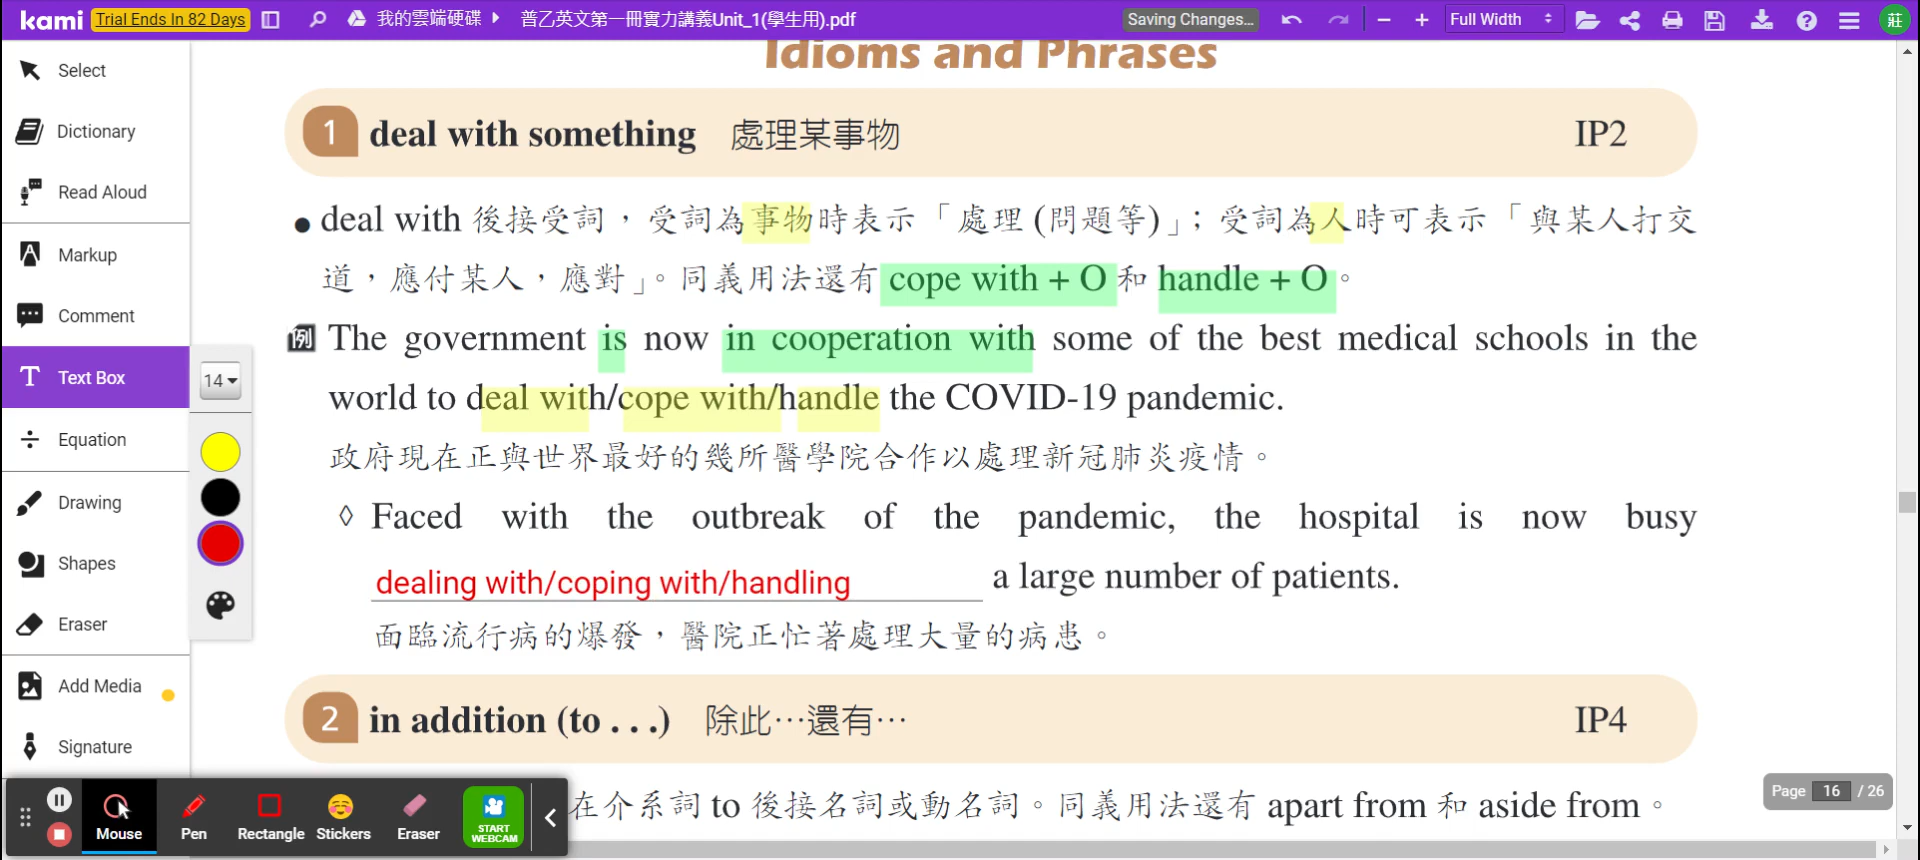 kami Trial Ends In 82 Days 我的雲端硬碟 普乙英文第一冊實力講義Unit_1(學生用).pdf Saving Changes... Full Width 莊
Idioms and Phrases
Select
Dictionary
Read Aloud
Markup
Comment
Text Box
Equation
Drawing
Shapes
Eraser
Add Media
Signature
14
1 deal with something 處理某事物 IP2
● deal with 後接受詞，受詞為事物時表示「處理 (問題等)」；受詞為人時可表示「與某人打交
道，應付某人，應對」。同義用法還有 cope with + O 和 handle + O。
例 The government is now in cooperation with some of the best medical schools in the
world to deal with/cope with/handle the COVID-19 pandemic.
政府現在正與世界最好的幾所醫學院合作以處理新冠肺炎疫情。
◊ Faced with the outbreak of the pandemic, the hospital is now busy
dealing with/coping with/handling a large number of patients.
面臨流行病的爆發，醫院正忙著處理大量的病患。
2 in addition (to . . .) 除此⋯還有⋯ IP4
在介系詞 to 後接名詞或動名詞。同義用法還有 apart from 和 aside from。
Page 16 / 26
Mouse Pen Rectangle Stickers Eraser START WEBCAM